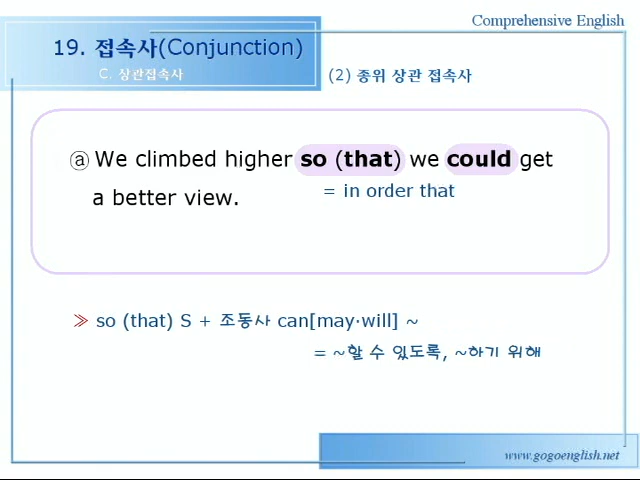 Comprehensive English
19. 접속사(Conjunction)
C. 상관접속사
(2) 종위 상관 접속사
ⓐ We climbed higher so (that) we could get
= in order that
a better view.
≫ so (that) S + 조동사 can[may·will] ~
= ~할 수 있도록, ~하기 위해
www.gogoenglish.net